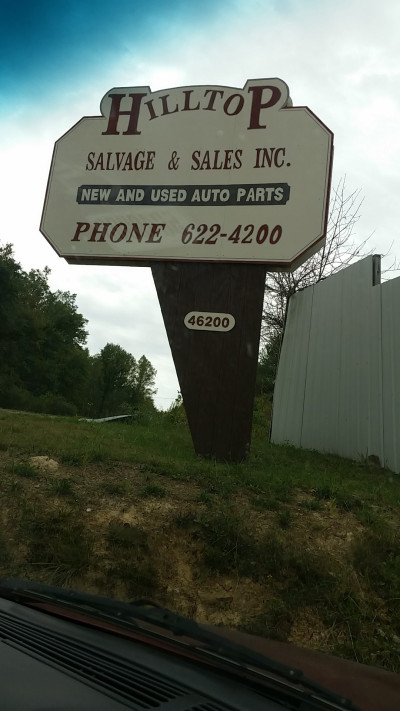 HILLTOP
SALVAGE & SALES INC.
NEW AND USED AUTO PARTS
PHONE 622-4200
46200